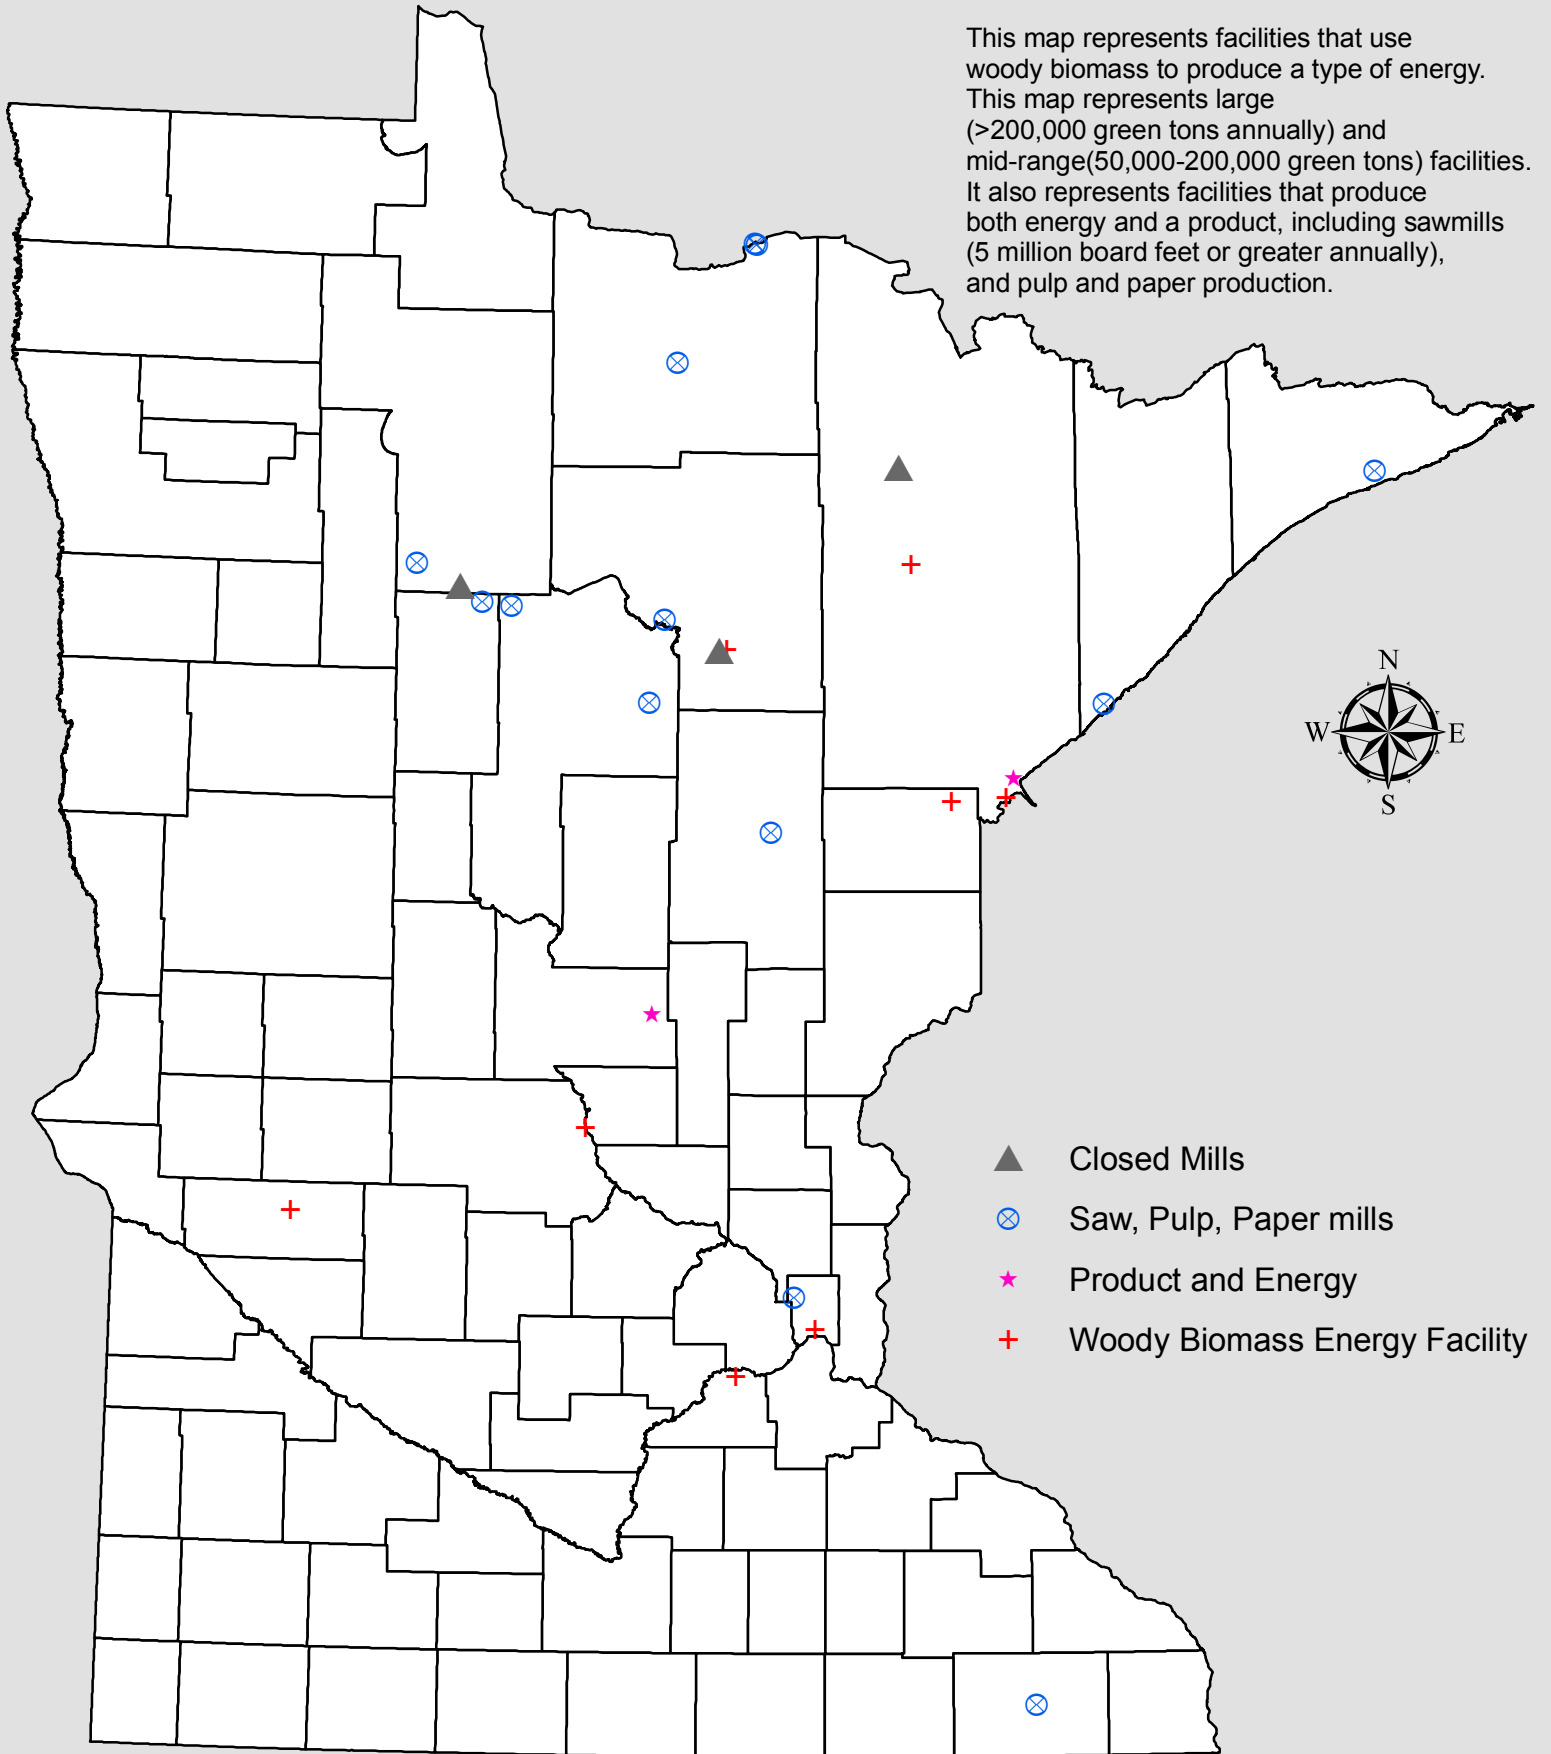 This map represents facilities that use
woody biomass to produce a type of energy.
This map represents large
(>200,000 green tons annually) and
mid-range(50,000-200,000 green tons) facilities.
It also represents facilities that produce
both energy and a product, including sawmills
(5 million board feet or greater annually),
and pulp and paper production.
N
W
E
S
Closed Mills
Saw, Pulp, Paper mills
Product and Energy
Woody Biomass Energy Facility